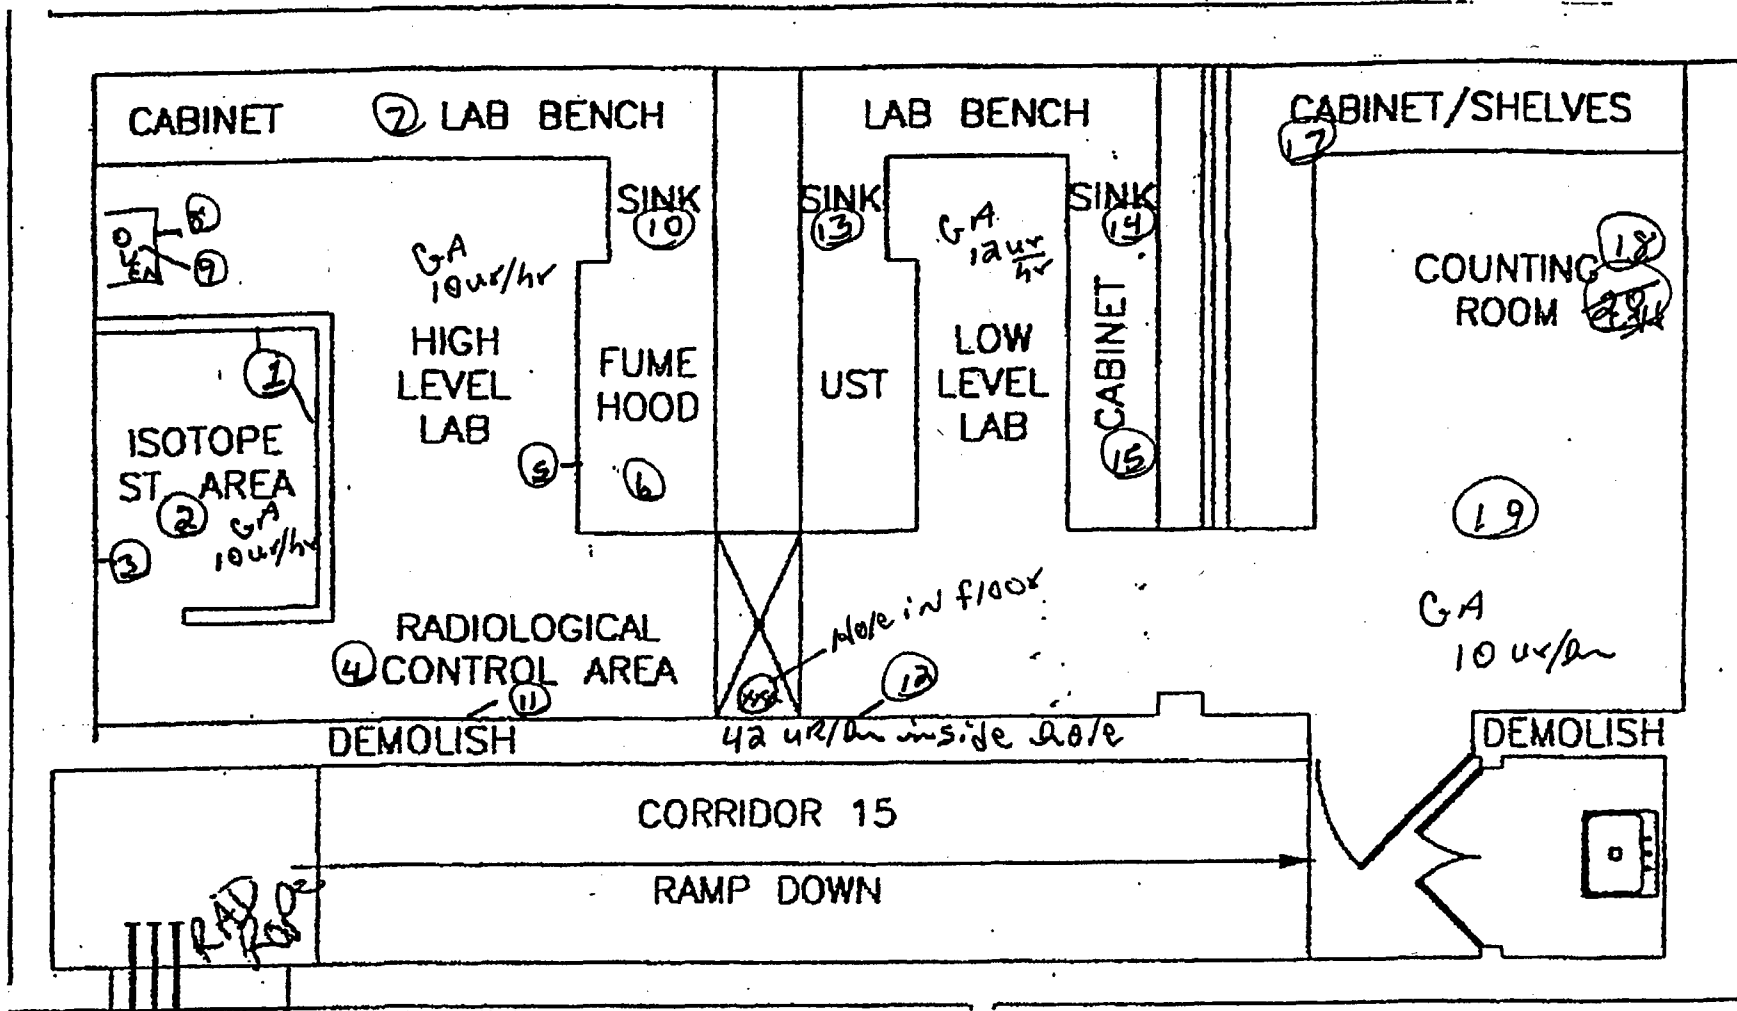 CABINET
7
LAB BENCH
LAB BENCH
CABINET/SHELVES
17
8
OVEN
9
SINK
10
SINK
13
SINK
14
GA
10 ur/hr
GA
12 ur/hr
18
COUNTING
ROOM
HIGH
LEVEL
LAB
FUME
HOOD
UST
LOW
LEVEL
LAB
CABINET
15
1
ISOTOPE
ST AREA
2
GA
10 ur/hr
3
5
6
19
Hole in floor
GA
10 ur/hr
RADIOLOGICAL
4 CONTROL AREA
11
12
DEMOLISH
42 uR/hr inside hole
DEMOLISH
CORRIDOR 15
RAMP DOWN
RAD